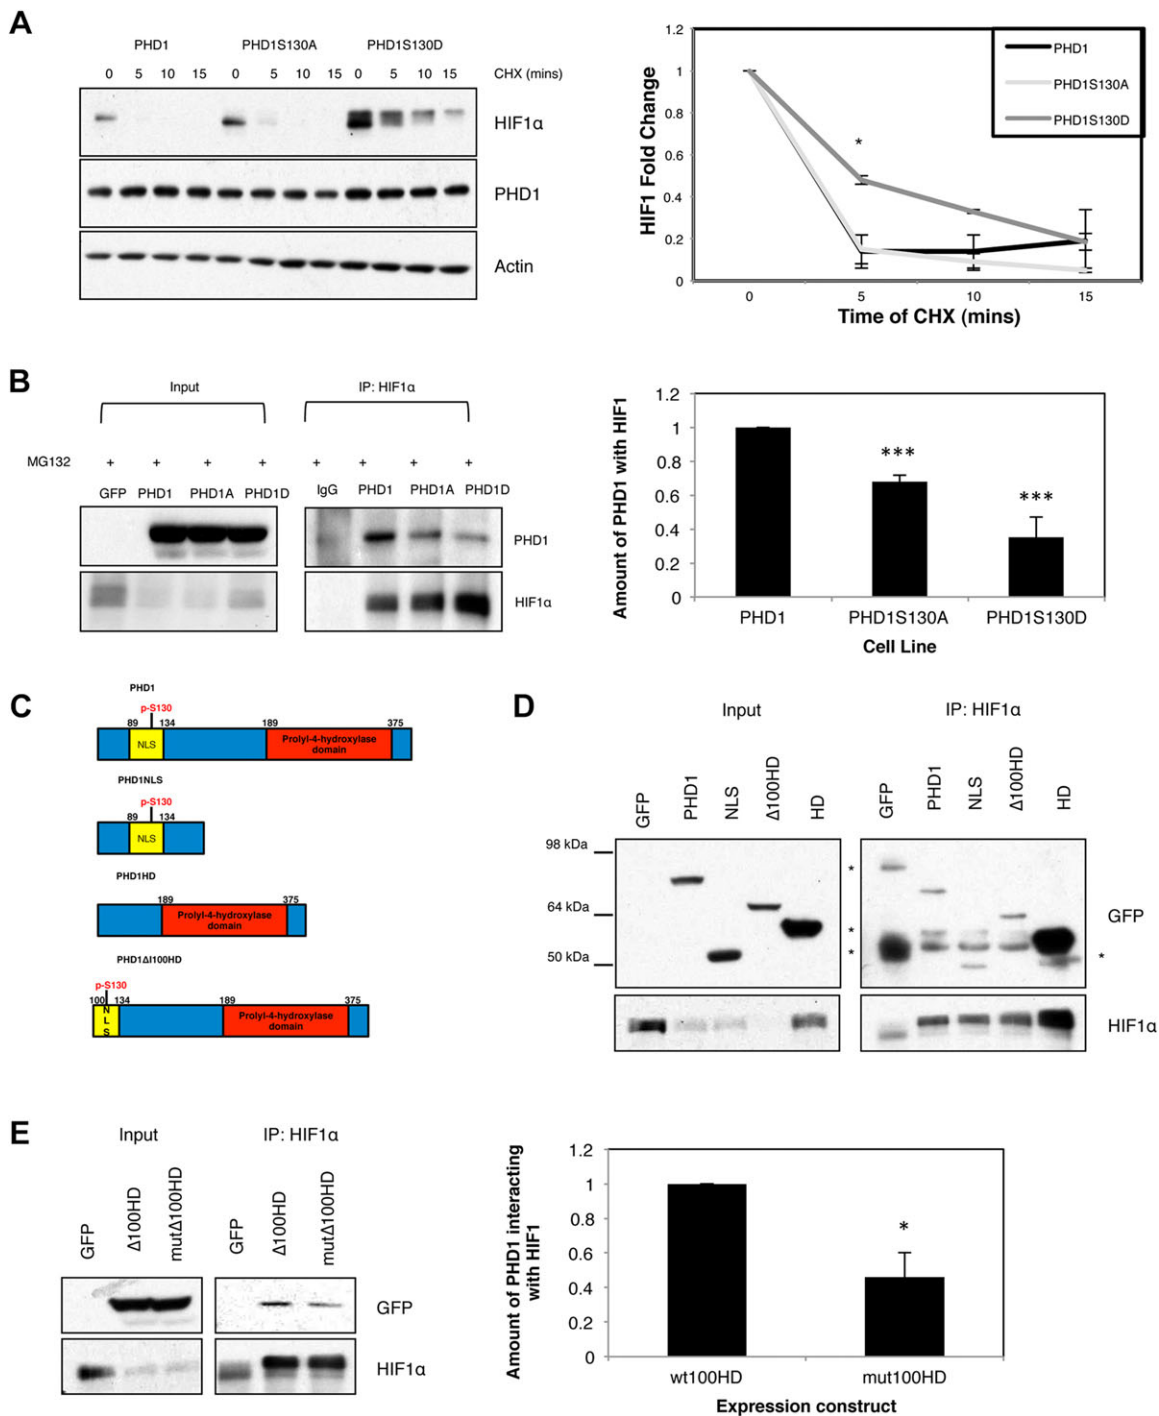 A
PHD1 PHD1S130A PHD1S130D
0 5 10 15 0 5 10 15 0 5 10 15 CHX (mins)
HIF1α
PHD1
Actin
HIF1 Fold Change
1.2
1
0.8
0.6
0.4
0.2
0
*
PHD1
PHD1S130A
PHD1S130D
0 5 10 15
Time of CHX (mins)
B
Input IP: HIF1α
MG132 + + + + + + + +
GFP PHD1 PHD1A PHD1D IgG PHD1 PHD1A PHD1D
PHD1
HIF1α
Amount of PHD1 with HIF1
1.2
1
0.8
0.6
0.4
0.2
0
***
***
PHD1 PHD1S130A PHD1S130D
Cell Line
C
PHD1
p-S130
89 134 189 375
NLS Prolyl-4-hydroxylase domain
PHD1NLS
p-S130
89 134
NLS
PHD1HD
189 375
Prolyl-4-hydroxylase domain
PHD1ΔI100HD
p-S130
100 134 189 375
NLS Prolyl-4-hydroxylase domain
D
Input IP: HIF1α
GFP PHD1 NLS Δ100HD HD GFP PHD1 NLS Δ100HD HD
98 kDa
64 kDa
50 kDa
*
*
*
*
GFP
HIF1α
E
Input IP: HIF1α
GFP Δ100HD mutΔ100HD GFP Δ100HD mutΔ100HD
GFP
HIF1α
Amount of PHD1 interacting
with HIF1
1.2
1
0.8
0.6
0.4
0.2
0
*
wt100HD mut100HD
Expression construct